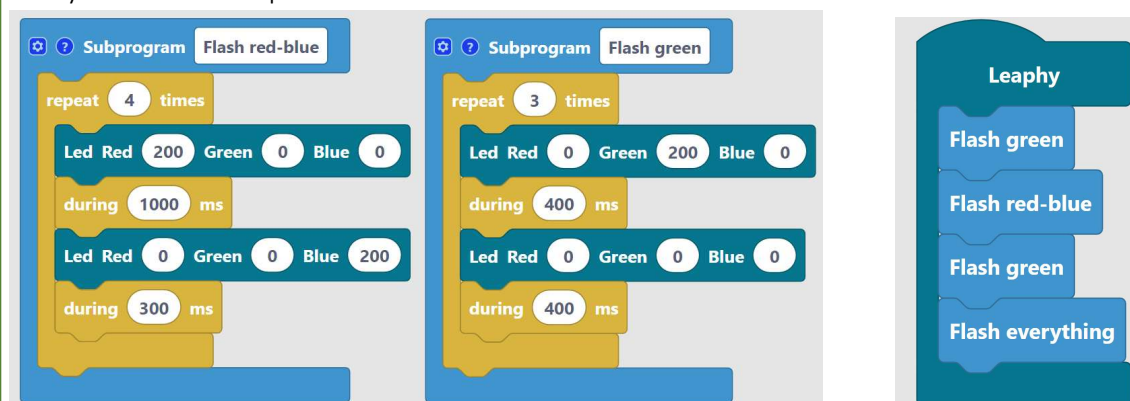 Subprogram Flash red-blue
repeat 4 times
Led Red 200 Green 0 Blue 0
during 1000 ms
Led Red 0 Green 0 Blue 200
during 300 ms
Subprogram Flash green
repeat 3 times
Led Red 0 Green 200 Blue 0
during 400 ms
Led Red 0 Green 0 Blue 0
during 400 ms
Leaphy
Flash green
Flash red-blue
Flash green
Flash everything